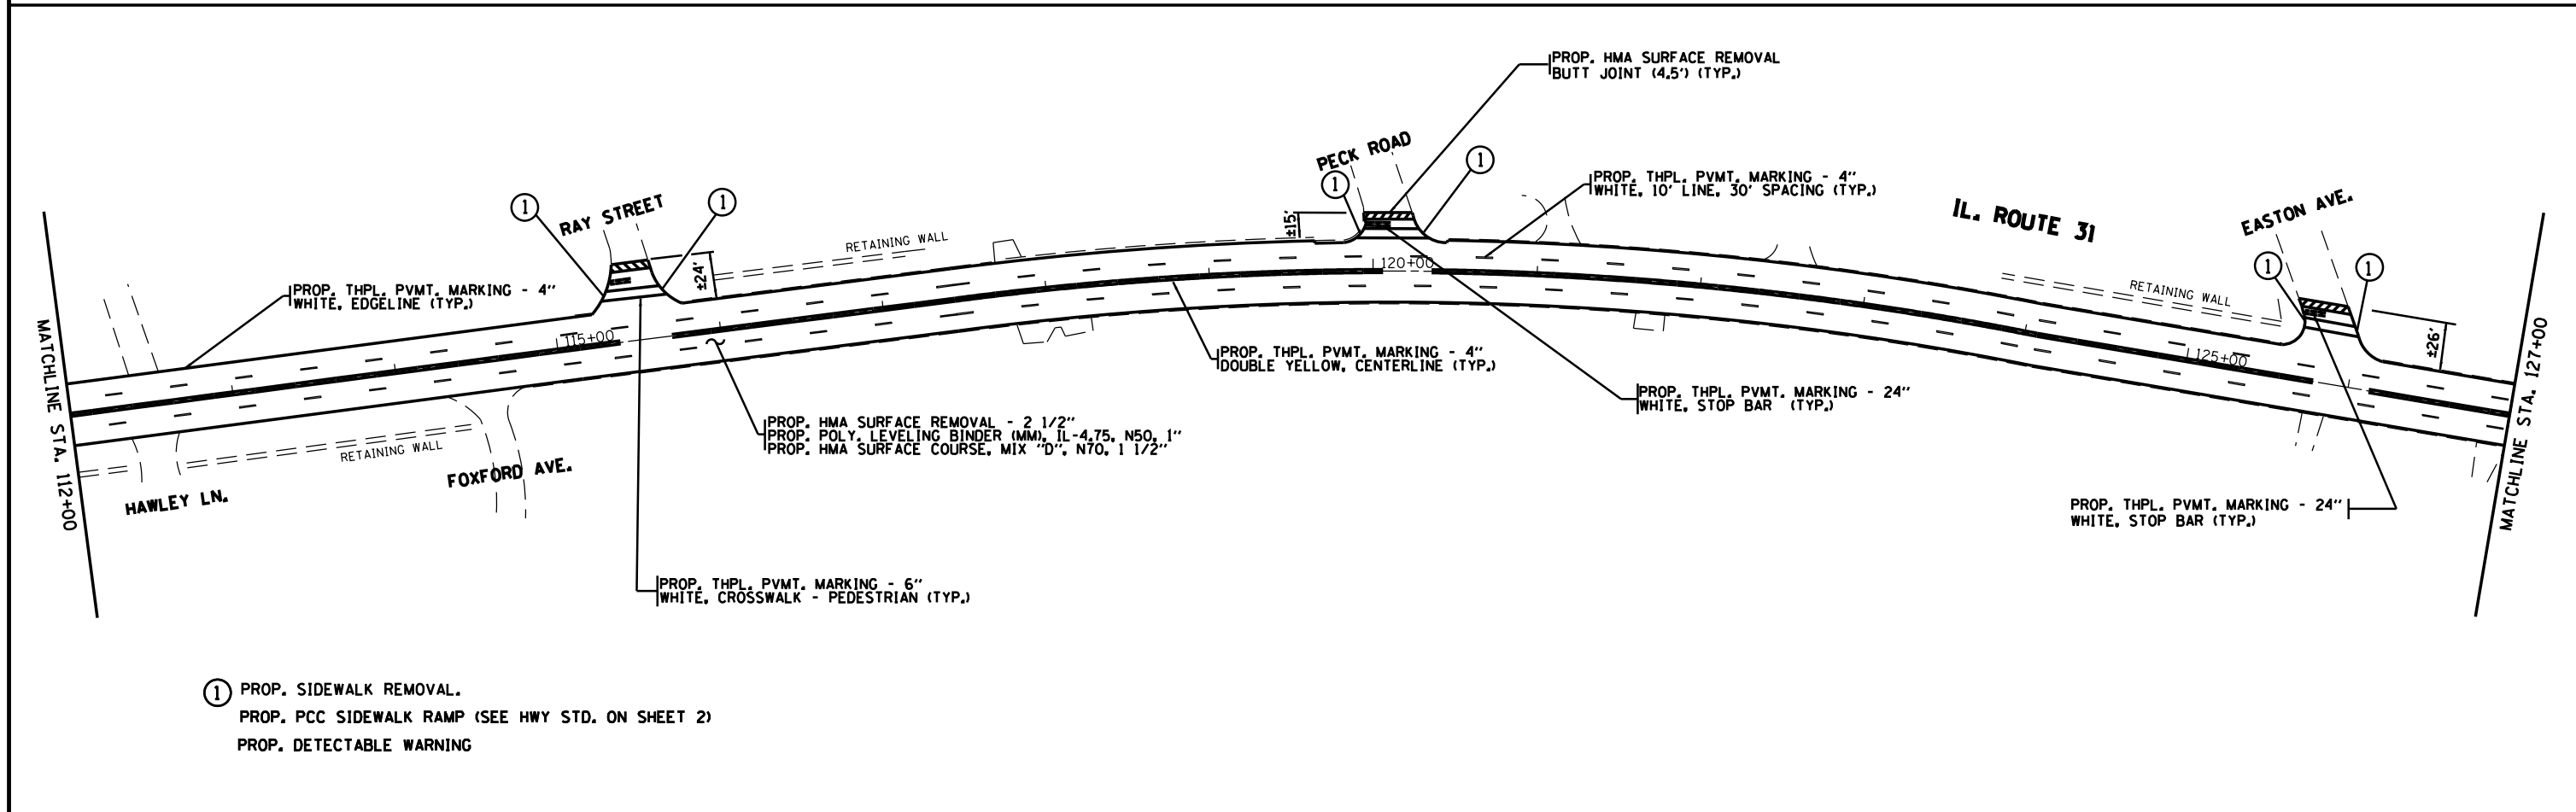 PROP. HMA SURFACE REMOVAL
BUTT JOINT (4.5') (TYP.)
PECK ROAD
1
1
PROP. THPL. PVMT. MARKING - 4"
WHITE, 10' LINE, 30' SPACING (TYP.)
IL. ROUTE 31
EASTON AVE.
1
1
RAY STREET
1
1
±15'
RETAINING WALL
±24'
120+00
RETAINING WALL
PROP. THPL. PVMT. MARKING - 4"
WHITE, EDGELINE (TYP.)
115+00
125+00
±26'
MATCHLINE STA. 112+00
MATCHLINE STA. 127+00
PROP. THPL. PVMT. MARKING - 4"
DOUBLE YELLOW, CENTERLINE (TYP.)
PROP. THPL. PVMT. MARKING - 24"
WHITE, STOP BAR (TYP.)
PROP. HMA SURFACE REMOVAL - 2 1/2"
PROP. POLY. LEVELING BINDER (MM), IL-4.75, N50, 1"
PROP. HMA SURFACE COURSE, MIX "D", N70, 1 1/2"
RETAINING WALL
FOXFORD AVE.
HAWLEY LN.
PROP. THPL. PVMT. MARKING - 24"
WHITE, STOP BAR (TYP.)
PROP. THPL. PVMT. MARKING - 6"
WHITE, CROSSWALK - PEDESTRIAN (TYP.)
1 PROP. SIDEWALK REMOVAL.
PROP. PCC SIDEWALK RAMP (SEE HWY STD. ON SHEET 2)
PROP. DETECTABLE WARNING